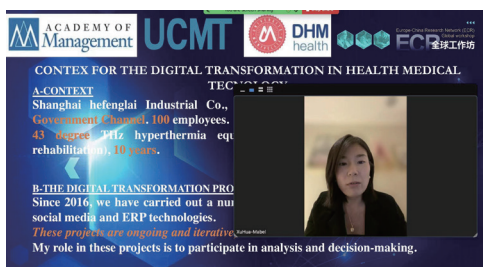 ACADEMY OF
Management
UCMT
DHM
health
Europe-China Research Network (ECR)
Global workshop
ECR 全球工作坊
CONTEX FOR THE DIGITAL TRANSFORMATION IN HEALTH MEDICAL
A-CONTEXT
Shanghai hefenglai Industrial Co.,
Government Channel. 100 employees.
43 degree THz hyperthermia equ
rehabilitation), 10 years.
B-THE DIGITAL TRANSFORMATION PRO
Since 2016, we have carried out a nu
social media and ERP technologies.
These projects are ongoing and iterative
My role in these projects is to participate in analysis and decision-making.